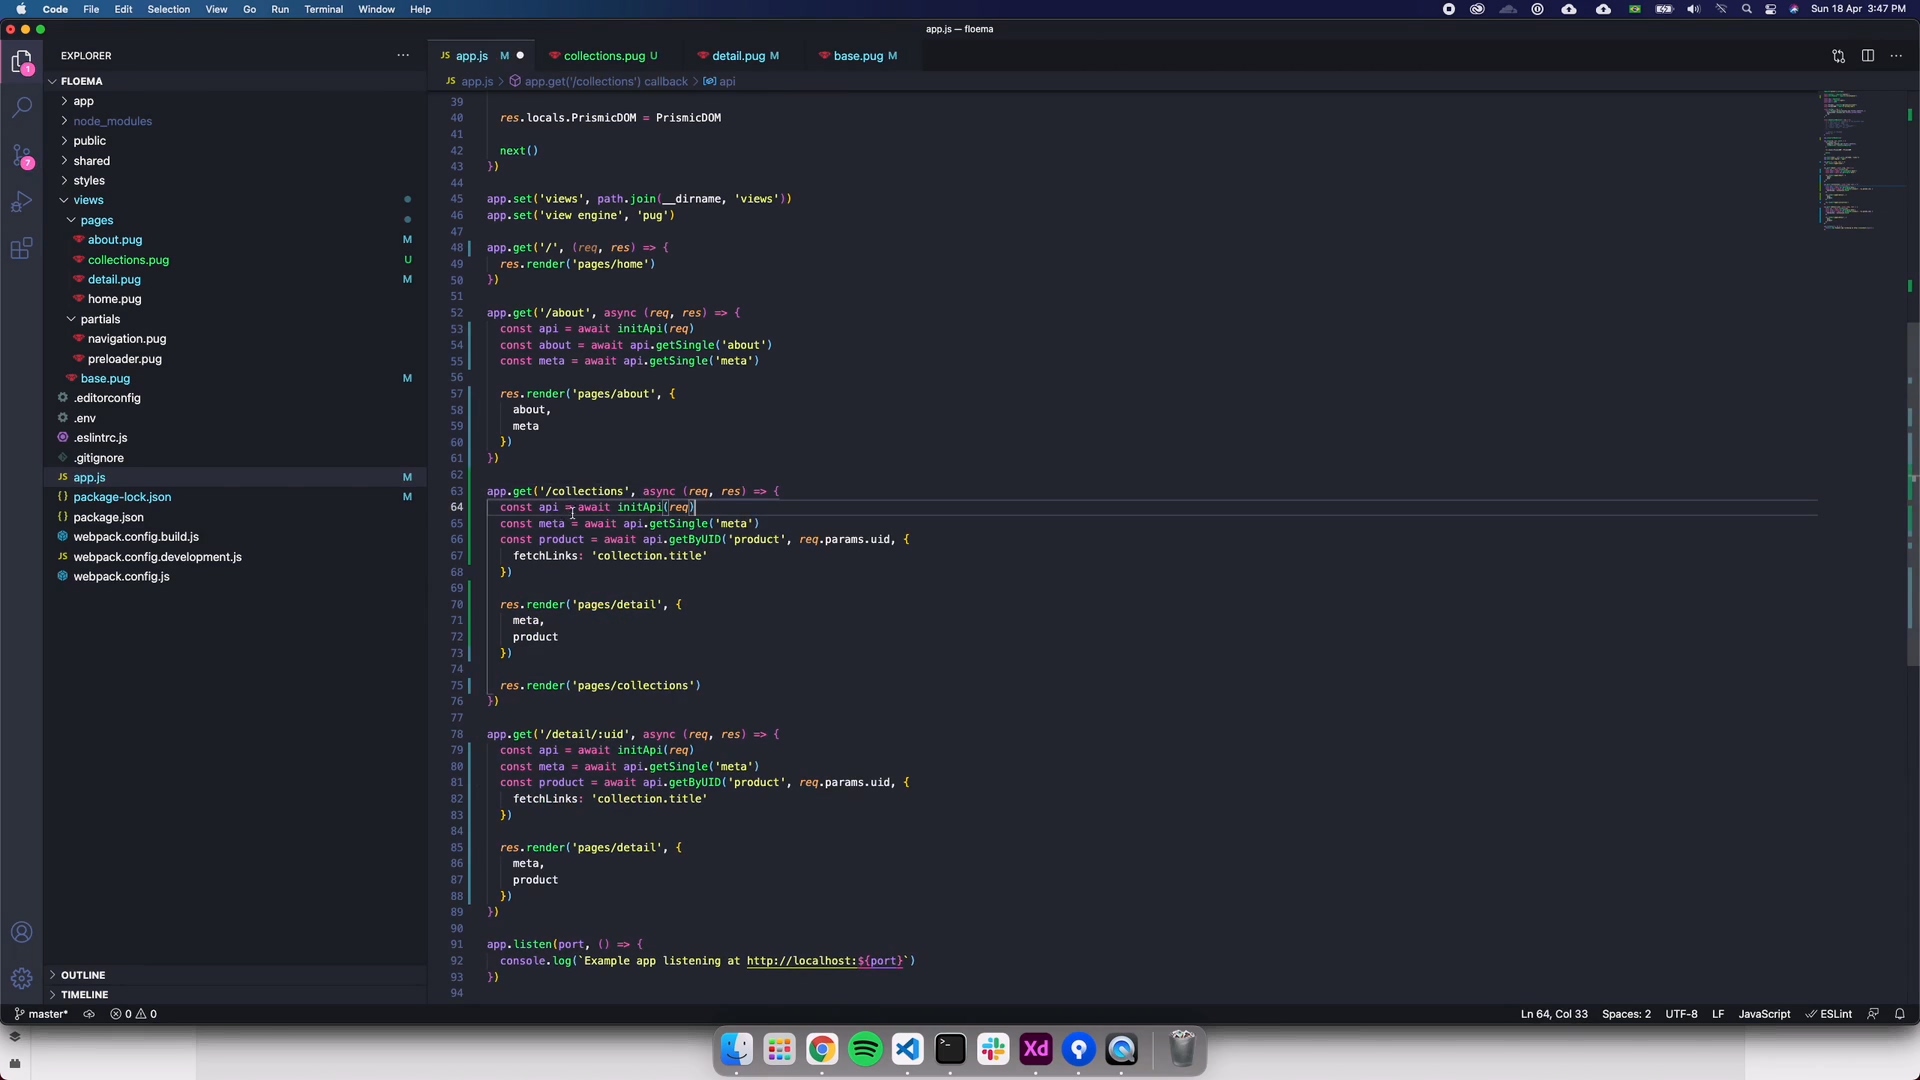 Code File Edit Selection View Go Run Terminal Window Help
Sun 18 Apr 3:47 PM
app.js — floema
EXPLORER
JS app.js M
collections.pug U
detail.pug M
base.pug M
JS app.js > app.get('/collections') callback > api
FLOEMA
app
node_modules
public
shared
styles
views
pages
about.pug M
collections.pug U
detail.pug M
home.pug
partials
navigation.pug
preloader.pug
base.pug M
.editorconfig
.env
.eslintrc.js
.gitignore
JS app.js M
{} package-lock.json M
{} package.json
webpack.config.build.js
JS webpack.config.development.js
webpack.config.js
OUTLINE
TIMELINE
1
7
39
40 res.locals.PrismicDOM = PrismicDOM
41
42 next()
43 })
44
45 app.set('views', path.join(__dirname, 'views'))
46 app.set('view engine', 'pug')
47
48 app.get('/', (req, res) => {
49 res.render('pages/home')
50 })
51
52 app.get('/about', async (req, res) => {
53 const api = await initApi(req)
54 const about = await api.getSingle('about')
55 const meta = await api.getSingle('meta')
56
57 res.render('pages/about', {
58 about,
59 meta
60 })
61 })
62
63 app.get('/collections', async (req, res) => {
64 const api = await initApi(req)
65 const meta = await api.getSingle('meta')
66 const product = await api.getByUID('product', req.params.uid, {
67 fetchLinks: 'collection.title'
68 })
69
70 res.render('pages/detail', {
71 meta,
72 product
73 })
74
75 res.render('pages/collections')
76 })
77
78 app.get('/detail/:uid', async (req, res) => {
79 const api = await initApi(req)
80 const meta = await api.getSingle('meta')
81 const product = await api.getByUID('product', req.params.uid, {
82 fetchLinks: 'collection.title'
83 })
84
85 res.render('pages/detail', {
86 meta,
87 product
88 })
89 })
90
91 app.listen(port, () => {
92 console.log(`Example app listening at http://localhost:${port}`)
93 })
94
master* 0 0
Ln 64, Col 33 Spaces: 2 UTF-8 LF JavaScript ESLint
Xd